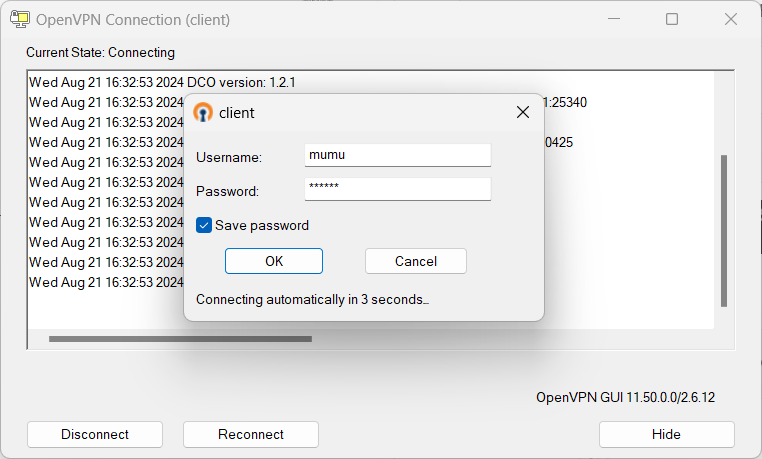 OpenVPN Connection (client)
Current State: Connecting
Wed Aug 21 16:32:53 2024 DCO version: 1.2.1
Wed Aug 21 16:32:53 2024 1:25340
Wed Aug 21 16:32:53 2024
Wed Aug 21 16:32:53 2024 0425
Wed Aug 21 16:32:53 2024
Wed Aug 21 16:32:53 2024
Wed Aug 21 16:32:53 2024
Wed Aug 21 16:32:53 2024
Wed Aug 21 16:32:53 2024
Wed Aug 21 16:32:53 2024
Wed Aug 21 16:32:53 2024
client
Username: mumu
Password: ******
Save password
OK Cancel
Connecting automatically in 3 seconds...
OpenVPN GUI 11.50.0.0/2.6.12
Disconnect Reconnect Hide